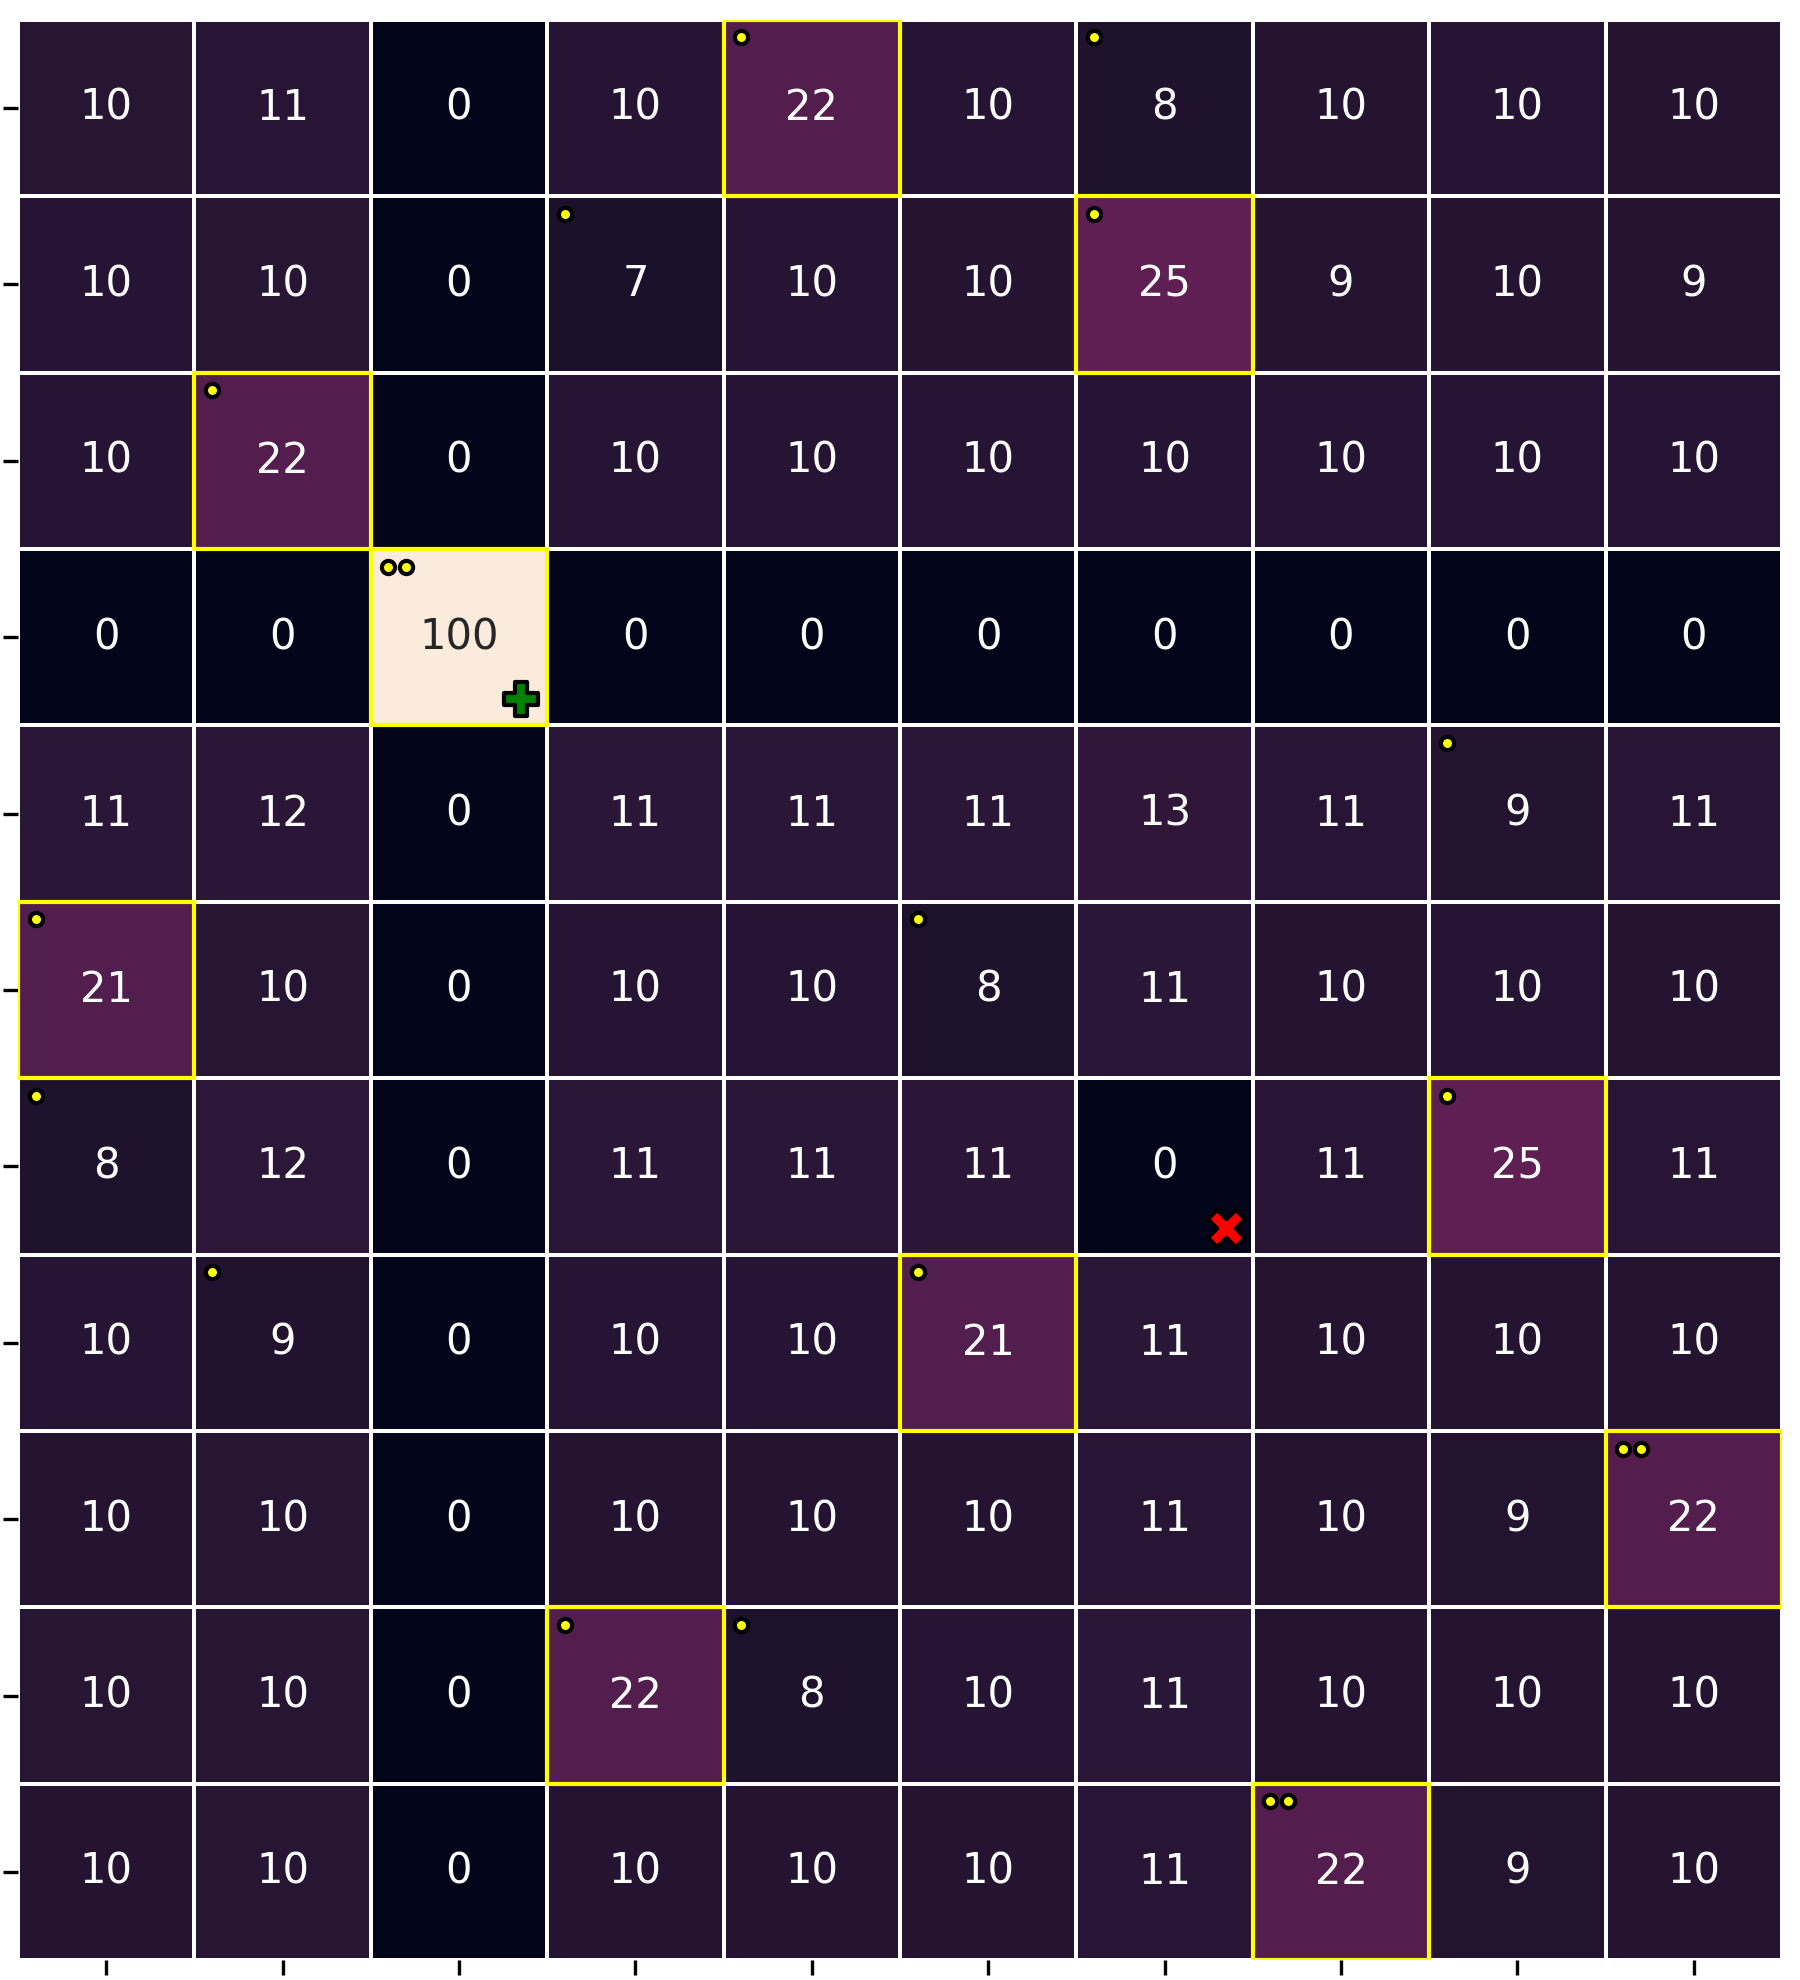 10 11 0 10 22 10 8 10 10 10
10 10 0 7 10 10 25 9 10 9
10 22 0 10 10 10 10 10 10 10
0 0 100 0 0 0 0 0 0 0
11 12 0 11 11 11 13 11 9 11
21 10 0 10 10 8 11 10 10 10
8 12 0 11 11 11 0 11 25 11
10 9 0 10 10 21 11 10 10 10
10 10 0 10 10 10 11 10 9 22
10 10 0 22 8 10 11 10 10 10
10 10 0 10 10 10 11 22 9 10